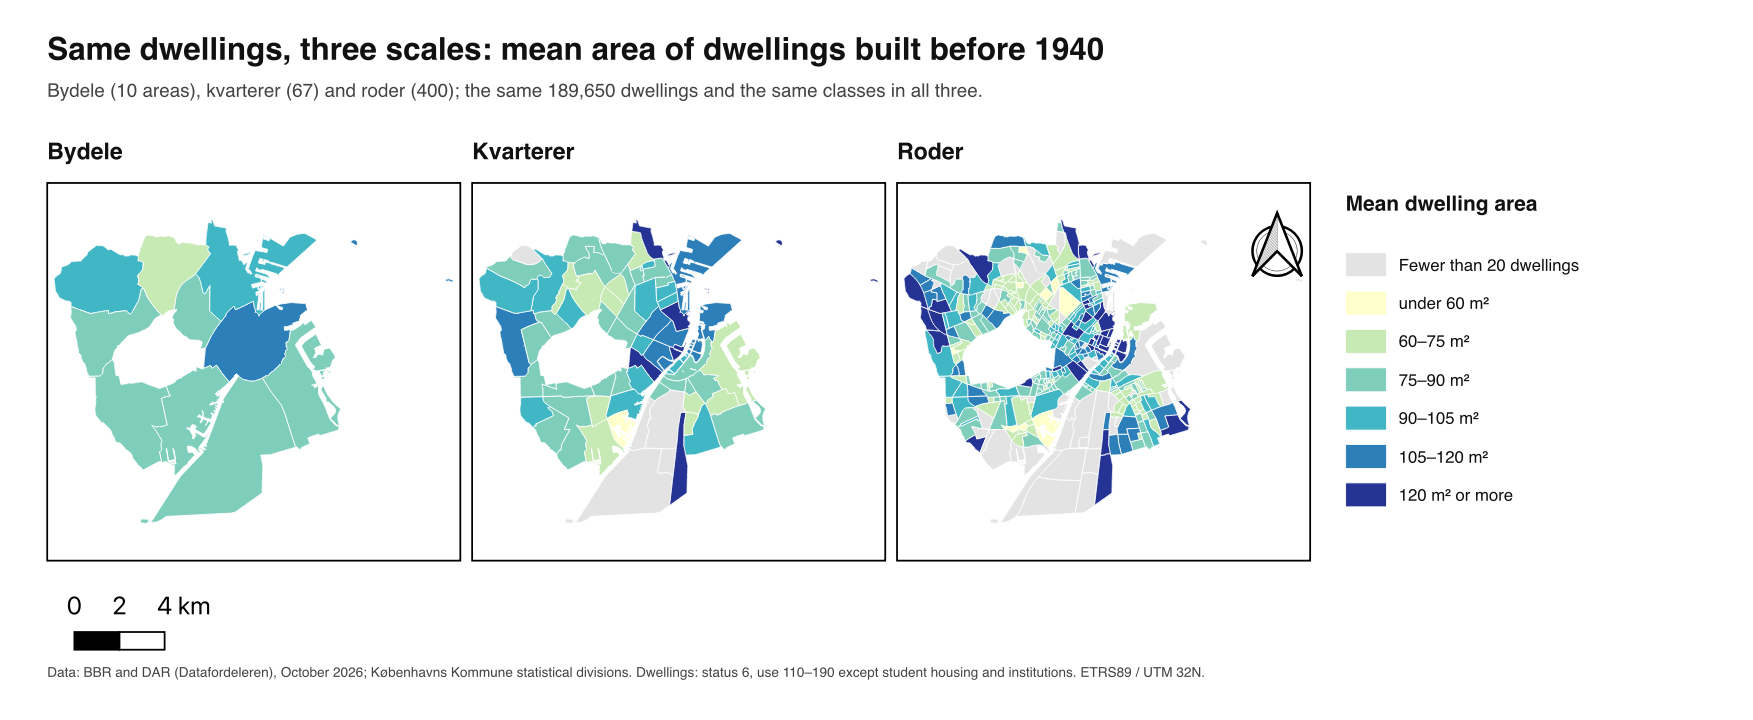 Same dwellings, three scales: mean area of dwellings built before 1940
Bydele (10 areas), kvarterer (67) and roder (400); the same 189,650 dwellings and the same classes in all three.
Bydele
Kvarterer
Roder
Mean dwelling area
Fewer than 20 dwellings
under 60 m²
60–75 m²
75–90 m²
90–105 m²
105–120 m²
120 m² or more
0 2 4 km
Data: BBR and DAR (Datafordeleren), October 2026; Københavns Kommune statistical divisions. Dwellings: status 6, use 110–190 except student housing and institutions. ETRS89 / UTM 32N.